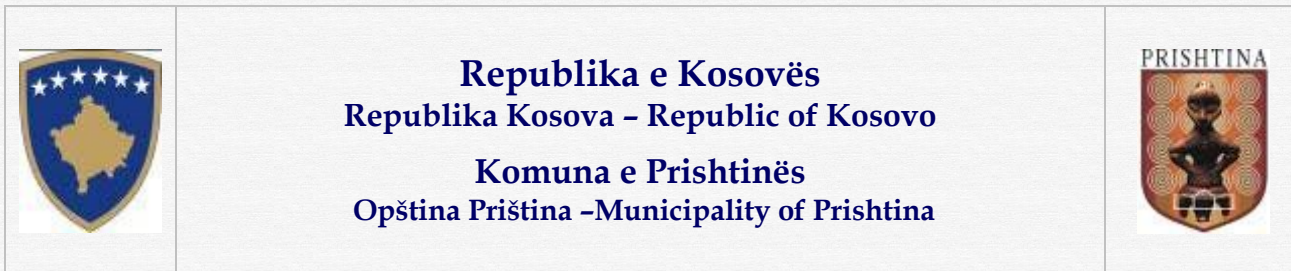 Republika e Kosovës
Republika Kosova – Republic of Kosovo
Komuna e Prishtinës
Opština Priština –Municipality of Prishtina
PRISHTINA